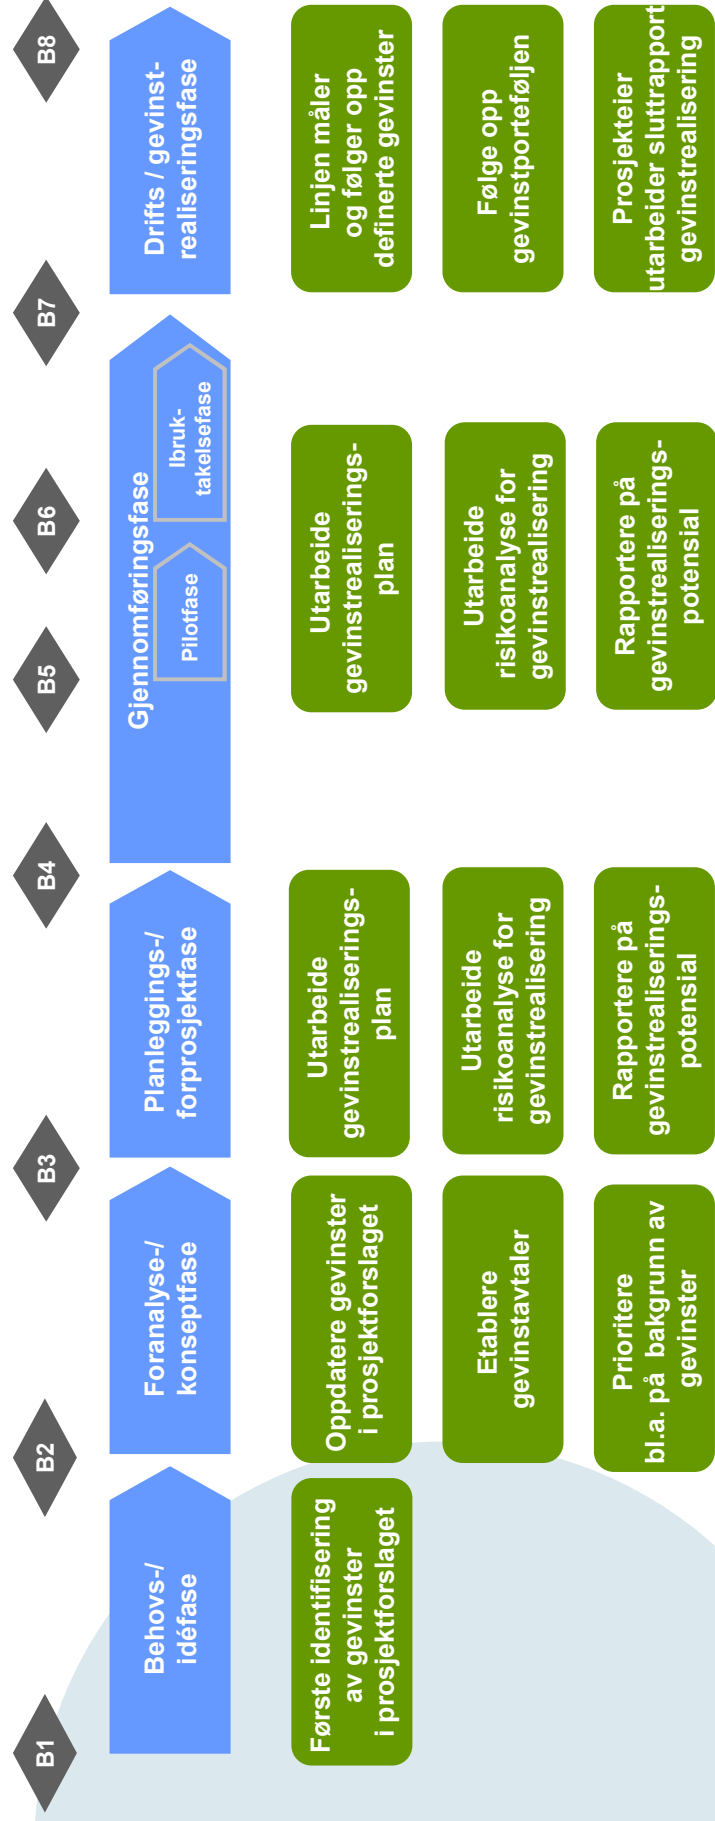 B1
B2
B3
B4
B5
B6
B7
B8
Behovs-/
idéfase
Foranalyse-/
konseptfase
Planleggings-/
forprosjektfase
Gjennomføringsfase
Pilotfase
Ibruk-
takelsefase
Drifts / gevinst-
realiseringsfase
Første identifisering
av gevinster
i prosjektforslaget
Oppdatere gevinster
i prosjektforslaget
Utarbeide
gevinstrealiserings-
plan
Utarbeide
gevinstrealiserings-
plan
Linjen måler
og følger opp
definerte gevinster
Etablere
gevinstavtaler
Utarbeide
risikoanalyse for
gevinstrealisering
Utarbeide
risikoanalyse for
gevinstrealisering
Følge opp
gevinstporteføljen
Prioritere
bl.a. på bakgrunn av
gevinster
Rapportere på
gevinstrealiserings-
potensial
Rapportere på
gevinstrealiserings-
potensial
Prosjekteier
utarbeider sluttrapport
gevinstrealisering